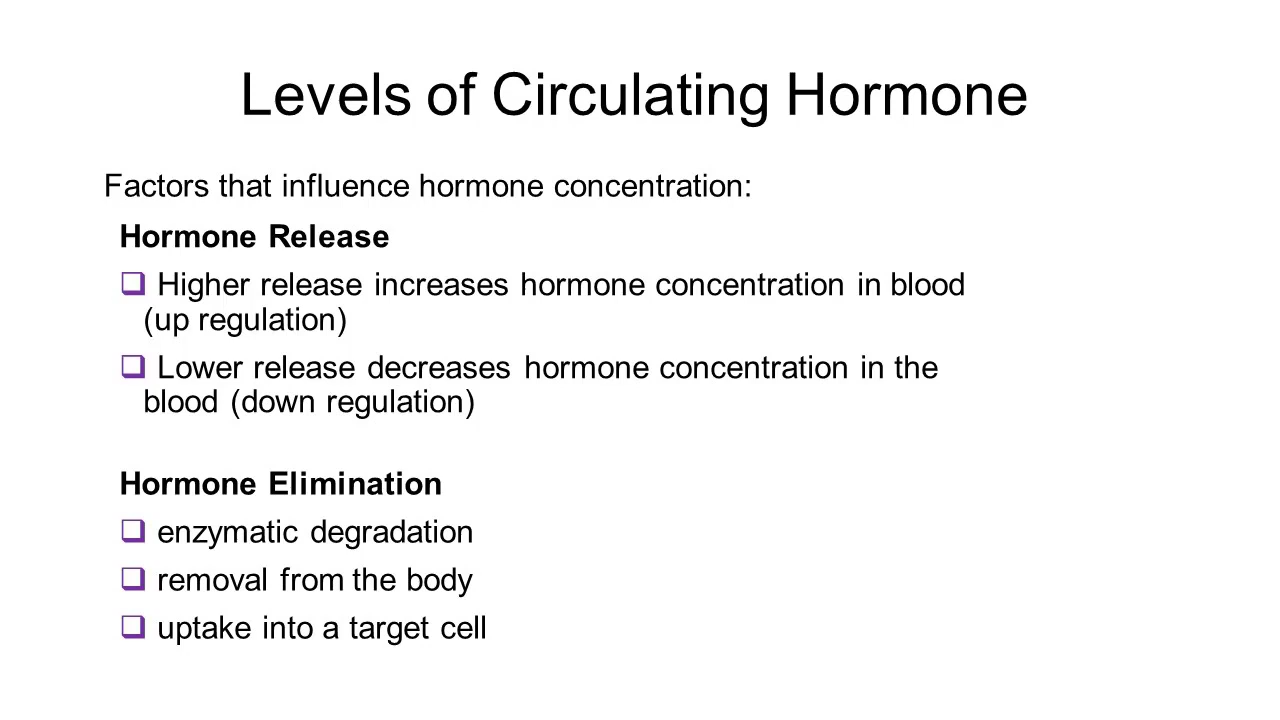 Levels of Circulating Hormone
Factors that influence hormone concentration:
Hormone Release
❑ Higher release increases hormone concentration in blood
(up regulation)
❑ Lower release decreases hormone concentration in the
blood (down regulation)
Hormone Elimination
❑ enzymatic degradation
❑ removal from the body
❑ uptake into a target cell